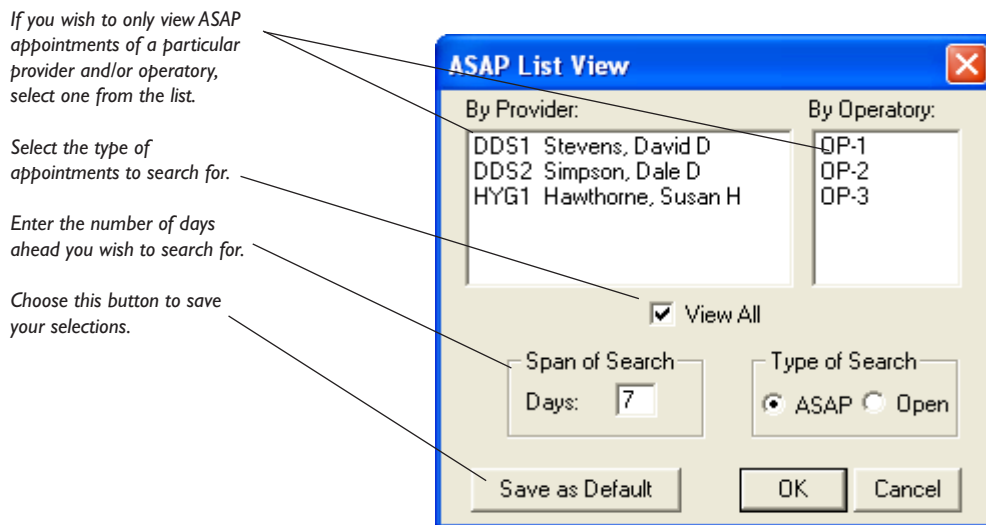 If you wish to only view ASAP
appointments of a particular
provider and/or operatory,
select one from the list.
Select the type of
appointments to search for.
Enter the number of days
ahead you wish to search for.
Choose this button to save
your selections.
ASAP List View
By Provider:
By Operatory:
DDS1 Stevens, David D
DDS2 Simpson, Dale D
HYG1 Hawthorne, Susan H
OP-1
OP-2
OP-3
View All
Span of Search
Days: 7
Type of Search
ASAP Open
Save as Default
OK
Cancel